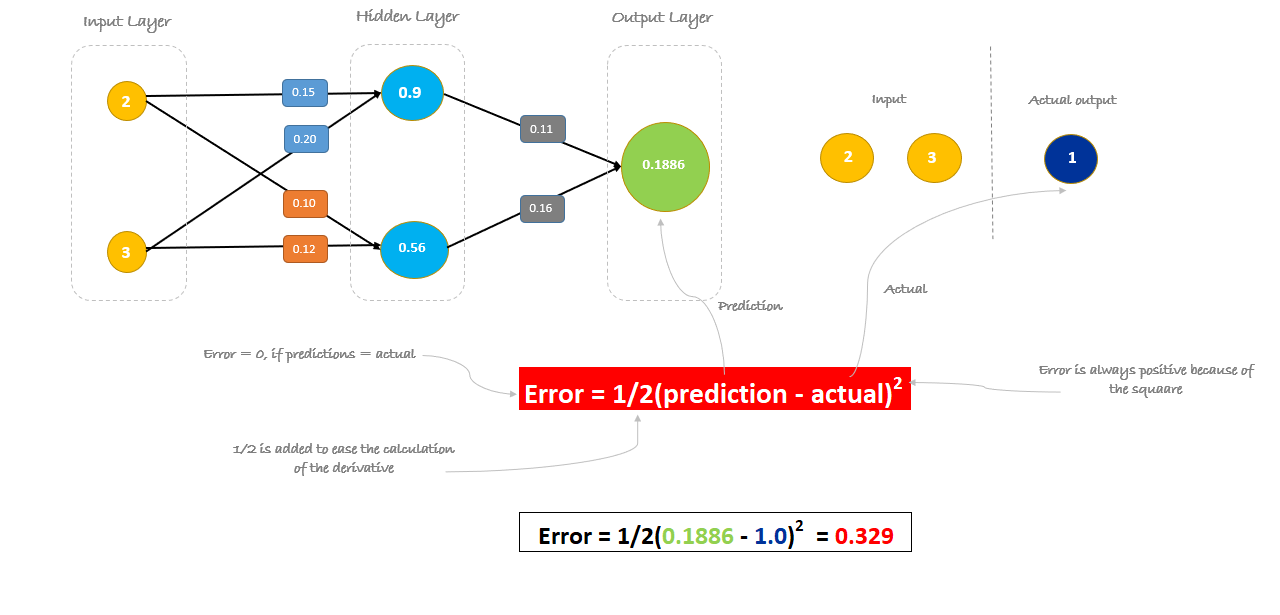 Input Layer
Hidden Layer
Output Layer
2
0.15
0.9
0.20
0.11
0.1886
0.10
0.16
3
0.12
0.56
Input
Actual output
2
3
1
Prediction
Actual
Error = 0, if predictions = actual
Error = 1/2(prediction - actual)²
Error is always positive because of
the squaare
1/2 is added to ease the calculation
of the derivative
Error = 1/2(0.1886 - 1.0)² = 0.329